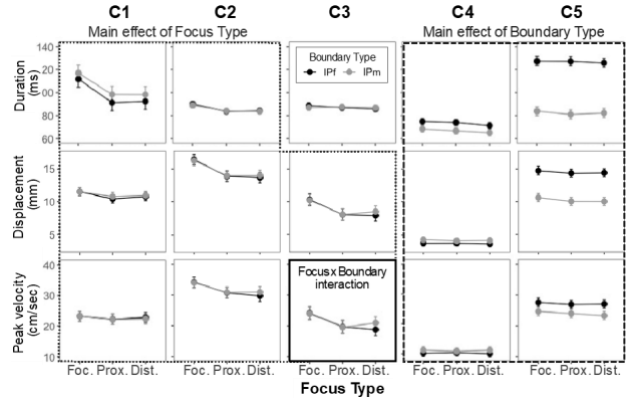 C1 C2 C3 C4 C5
Main effect of Focus Type Main effect of Boundary Type
Duration
(ms)
140
120
100
80
60
Boundary Type
IPf IPm
Displacement
(mm)
15
10
5
Peak velocity
(cm/sec)
40
30
20
10
FocusxBoundary
interaction
Foc. Prox. Dist. Foc. Prox. Dist. Foc. Prox. Dist. Foc. Prox. Dist. Foc. Prox. Dist.
Focus Type